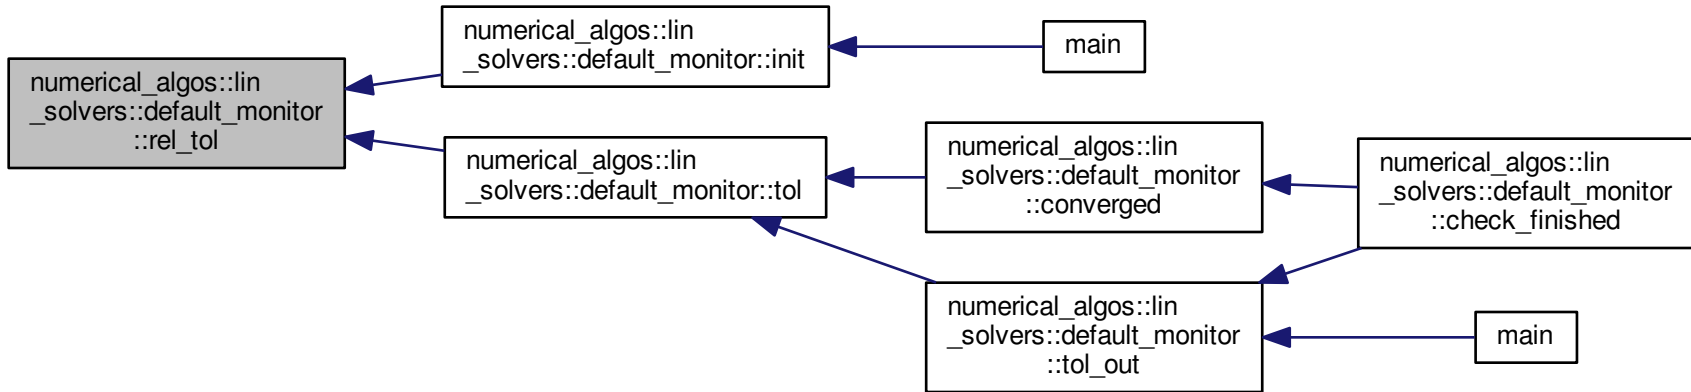 numerical_algos::lin
_solvers::default_monitor
::rel_tol
numerical_algos::lin
_solvers::default_monitor::init
main
numerical_algos::lin
_solvers::default_monitor::tol
numerical_algos::lin
_solvers::default_monitor
::converged
numerical_algos::lin
_solvers::default_monitor
::check_finished
numerical_algos::lin
_solvers::default_monitor
::tol_out
main